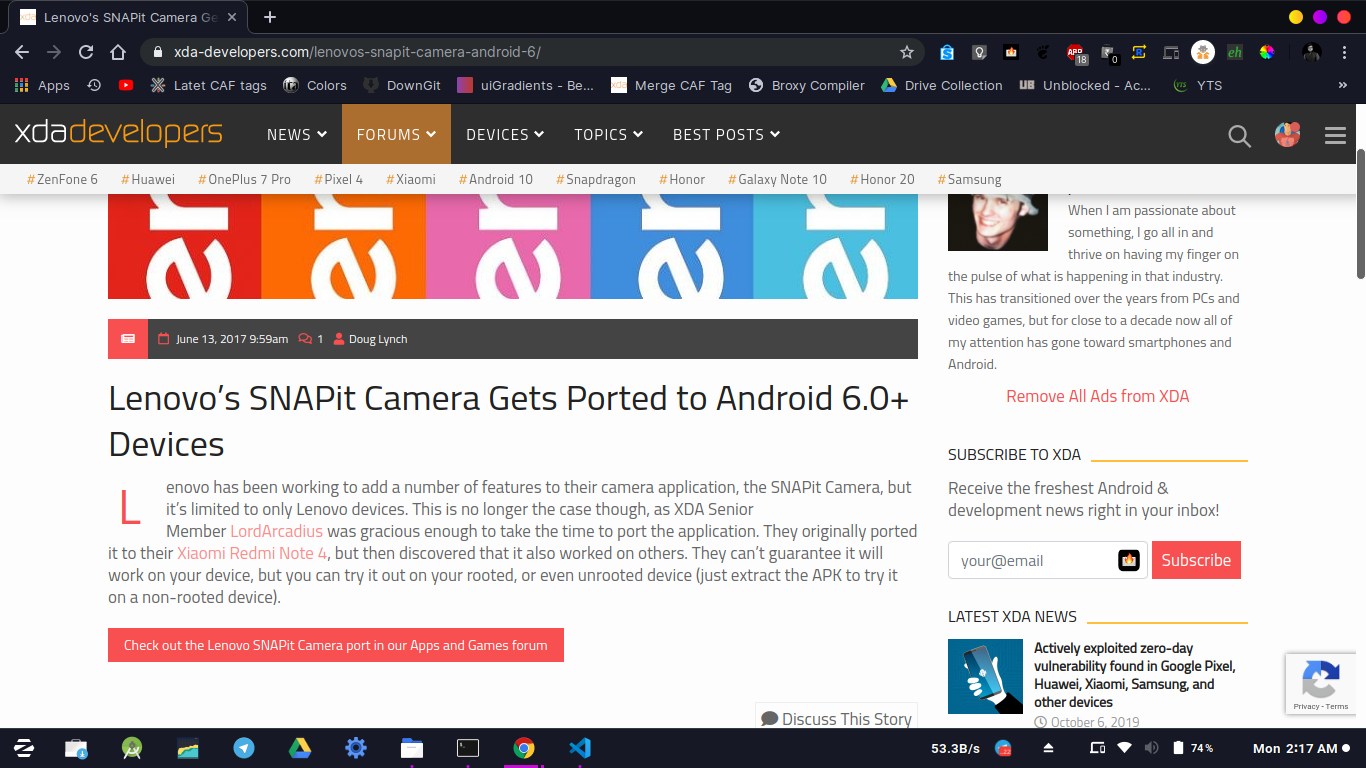 Lenovo's SNAPit Camera Ge
xda-developers.com/lenovos-snapit-camera-android-6/
18
0
eh
Apps
Latet CAF tags
Colors
DownGit
uiGradients - Be...
Merge CAF Tag
Broxy Compiler
Drive Collection
UB Unblocked - Ac...
YTS
»
xdadevelopers
NEWS
FORUMS
DEVICES
TOPICS
BEST POSTS
#ZenFone 6 #Huawei #OnePlus 7 Pro #Pixel 4 #Xiaomi #Android 10 #Snapdragon #Honor #Galaxy Note 10 #Honor 20 #Samsung
June 13, 2017 9:59am 1 Doug Lynch
Lenovo’s SNAPit Camera Gets Ported to Android 6.0+
Devices
Lenovo has been working to add a number of features to their camera application, the SNAPit Camera, but
it’s limited to only Lenovo devices. This is no longer the case though, as XDA Senior
Member LordArcadius was gracious enough to take the time to port the application. They originally ported
it to their Xiaomi Redmi Note 4, but then discovered that it also worked on others. They can’t guarantee it will
work on your device, but you can try it out on your rooted, or even unrooted device (just extract the APK to try it
on a non-rooted device).
Check out the Lenovo SNAPit Camera port in our Apps and Games forum
Discuss This Story
When I am passionate about
something, I go all in and
thrive on having my finger on
the pulse of what is happening in that industry.
This has transitioned over the years from PCs and
video games, but for close to a decade now all of
my attention has gone toward smartphones and
Android.
Remove All Ads from XDA
SUBSCRIBE TO XDA
Receive the freshest Android &
development news right in your inbox!
your@email
Subscribe
LATEST XDA NEWS
Actively exploited zero-day
vulnerability found in Google Pixel,
Huawei, Xiaomi, Samsung, and
other devices
October 6, 2019
Privacy - Terms
53.3B/s
74%
Mon 2:17 AM